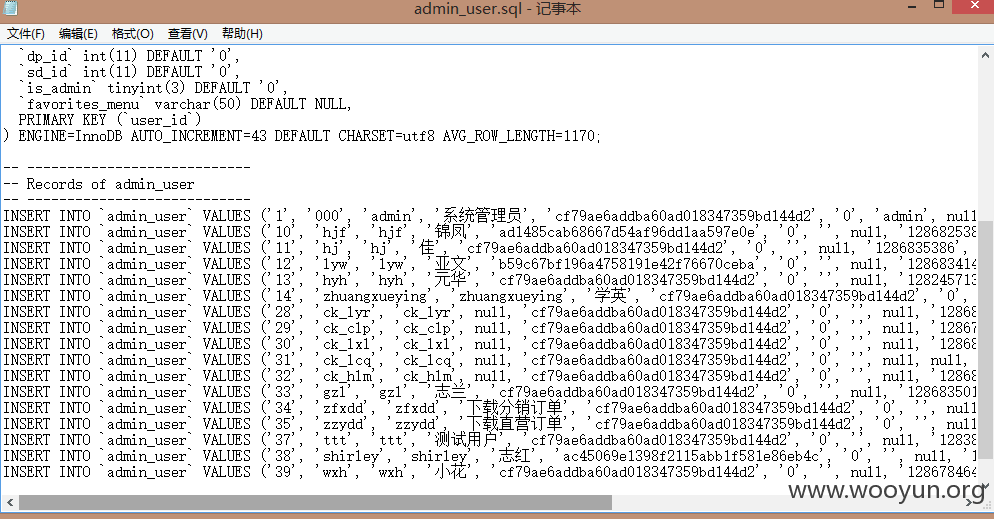 admin_user.sql - 记事本
文件(F) 编辑(E) 格式(O) 查看(V) 帮助(H)
`dp_id` int(11) DEFAULT '0',
`sd_id` int(11) DEFAULT '0',
`is_admin` tinyint(3) DEFAULT '0',
`favorites_menu` varchar(50) DEFAULT NULL,
PRIMARY KEY (`user_id`)
) ENGINE=InnoDB AUTO_INCREMENT=43 DEFAULT CHARSET=utf8 AVG_ROW_LENGTH=1170;
-- ----------------------------
-- Records of admin_user
-- ----------------------------
INSERT INTO `admin_user` VALUES ('1', '000', 'admin', '系统管理员', 'cf79ae6addba60ad018347359bd144d2', '0', 'admin', null
INSERT INTO `admin_user` VALUES ('10', 'hjf', 'hjf', '锦凤', 'ad1485cab68667d54af96dd1aa597e0e', '0', '', null, '128682538
INSERT INTO `admin_user` VALUES ('11', 'hj', 'hj', '佳', 'cf79ae6addba60ad018347359bd144d2', '0', '', null, '1286835386',
INSERT INTO `admin_user` VALUES ('12', 'lyw', 'lyw', '亚文', 'b59c67bf196a4758191e42f76670ceba', '0', '', null, '128683414
INSERT INTO `admin_user` VALUES ('13', 'hyh', 'hyh', '元华', 'cf79ae6addba60ad018347359bd144d2', '0', '', null, '128245713
INSERT INTO `admin_user` VALUES ('14', 'zhuangxueying', 'zhuangxueying', '学英', 'cf79ae6addba60ad018347359bd144d2', '0',
INSERT INTO `admin_user` VALUES ('28', 'ck_lyr', 'ck_lyr', null, 'cf79ae6addba60ad018347359bd144d2', '0', '', null, '12868
INSERT INTO `admin_user` VALUES ('29', 'ck_clp', 'ck_clp', null, 'cf79ae6addba60ad018347359bd144d2', '0', '', null, '12867
INSERT INTO `admin_user` VALUES ('30', 'ck_lxl', 'ck_lxl', null, 'cf79ae6addba60ad018347359bd144d2', '0', '', null, '12868
INSERT INTO `admin_user` VALUES ('31', 'ck_lcq', 'ck_lcq', null, 'cf79ae6addba60ad018347359bd144d2', '0', '', null, null,
INSERT INTO `admin_user` VALUES ('32', 'ck_hlm', 'ck_hlm', null, 'cf79ae6addba60ad018347359bd144d2', '0', '', null, '12868
INSERT INTO `admin_user` VALUES ('33', 'gzl', 'gzl', '志兰', 'cf79ae6addba60ad018347359bd144d2', '0', '', null, '128683501
INSERT INTO `admin_user` VALUES ('34', 'zfxdd', 'zfxdd', '下载分销订单', 'cf79ae6addba60ad018347359bd144d2', '0', '', null
INSERT INTO `admin_user` VALUES ('35', 'zzydd', 'zzydd', '下载直营订单', 'cf79ae6addba60ad018347359bd144d2', '0', '', null
INSERT INTO `admin_user` VALUES ('37', 'ttt', 'ttt', '测试用户', 'cf79ae6addba60ad018347359bd144d2', '0', '', null, '12838
INSERT INTO `admin_user` VALUES ('38', 'shirley', 'shirley', '志红', 'ac45069e1398f2115abb1f581e86eb4c', '0', '', null, '1
INSERT INTO `admin_user` VALUES ('39', 'wxh', 'wxh', '小花', 'cf79ae6addba60ad018347359bd144d2', '0', '', null, '128678464
www.wooyun.org